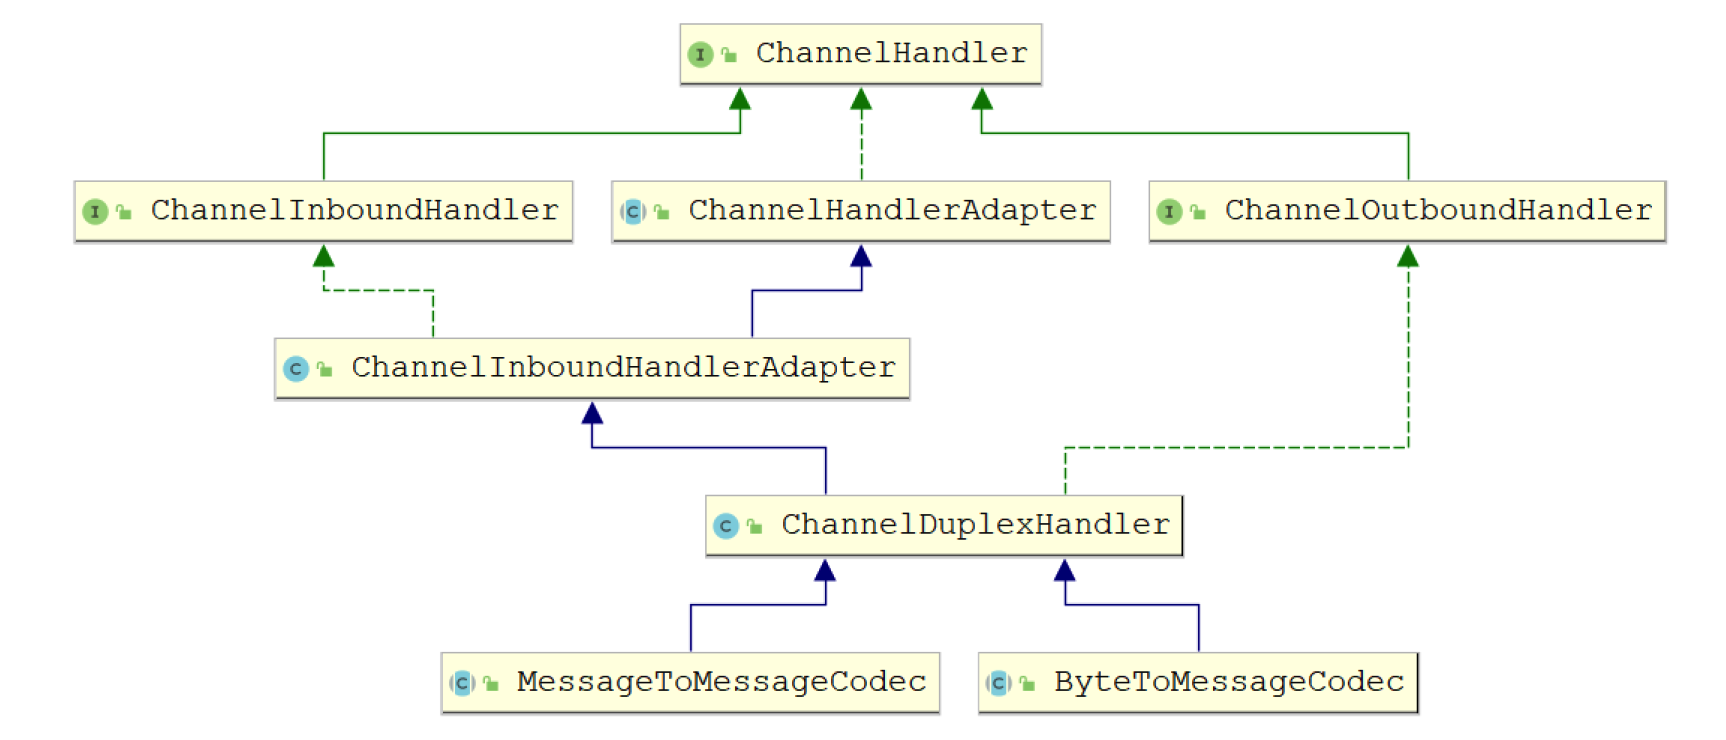 I ChannelHandler
I ChannelInboundHandler
C ChannelHandlerAdapter
I ChannelOutboundHandler
C ChannelInboundHandlerAdapter
C ChannelDuplexHandler
C MessageToMessageCodec
C ByteToMessageCodec